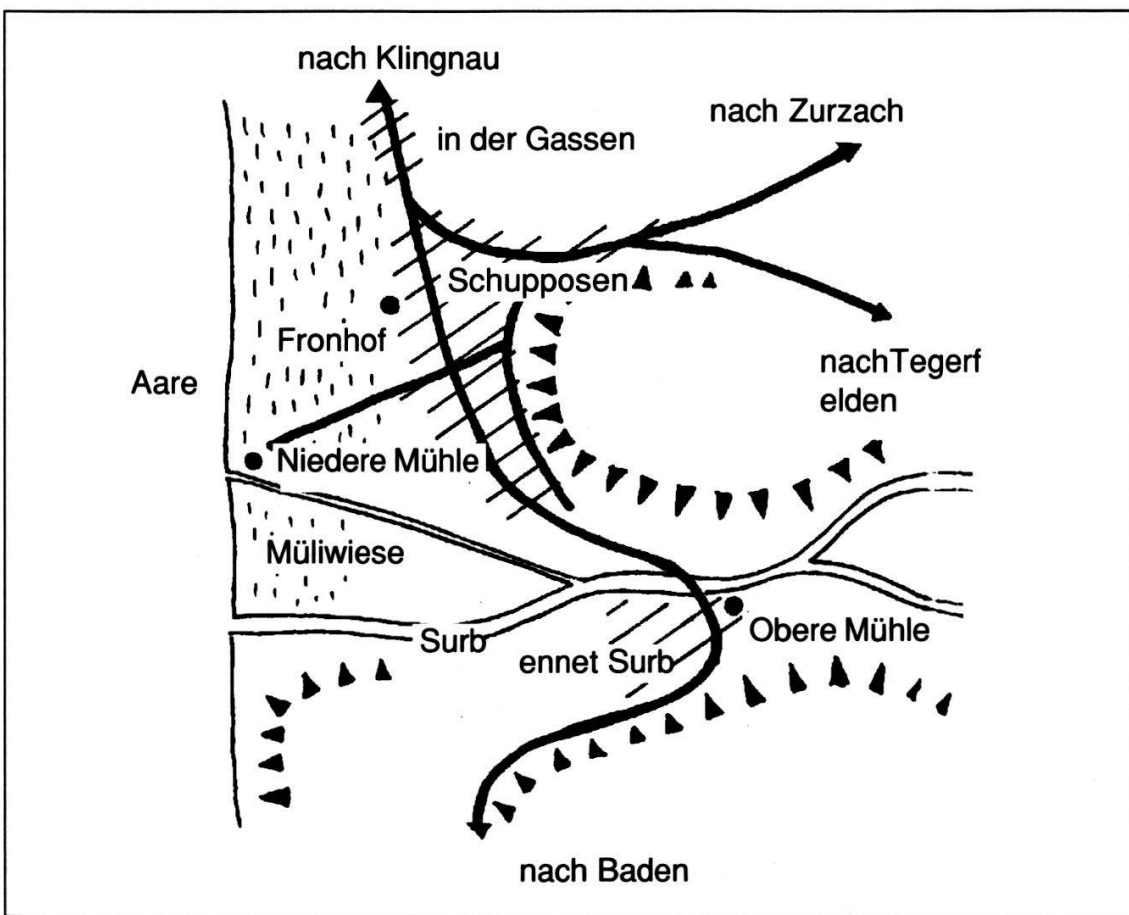 nach Klingnau
nach Zurzach
in der Gassen
Schupposen
Fronhof
nachTegerf
elden
Aare
Niedere Mühle
Müliwiese
Surb
ennet Surb
Obere Mühle
nach Baden